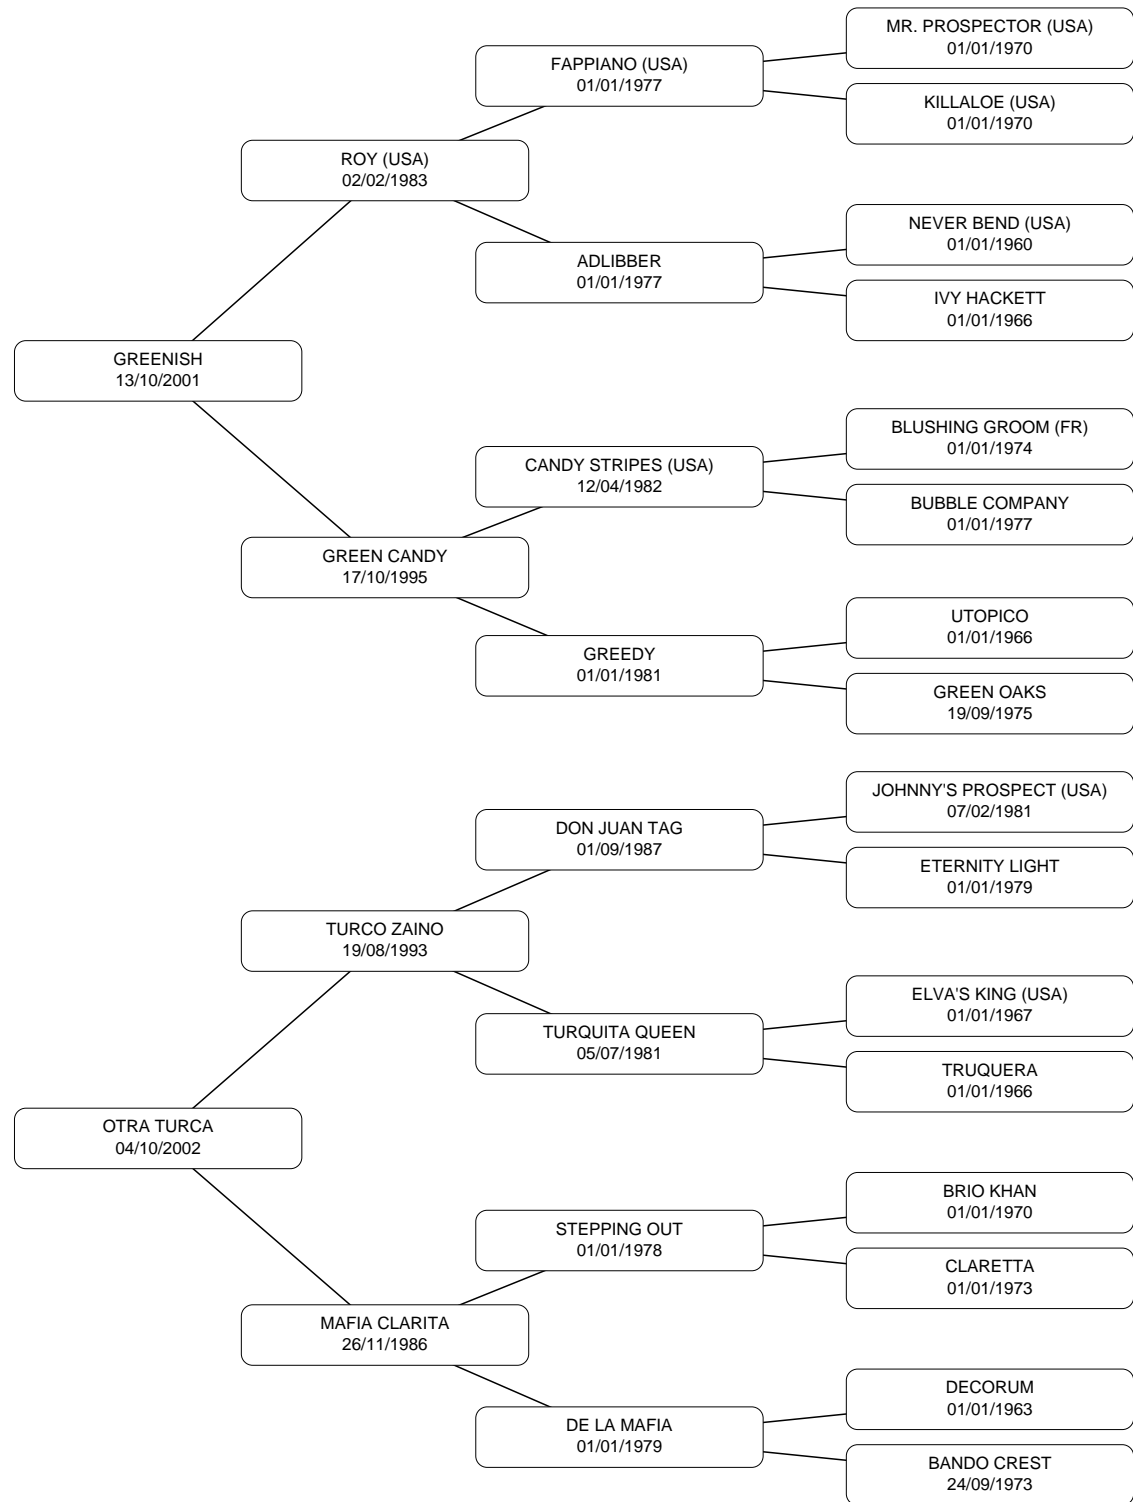 MR. PROSPECTOR (USA)
01/01/1970
FAPPIANO (USA)
01/01/1977
KILLALOE (USA)
01/01/1970
ROY (USA)
02/02/1983
NEVER BEND (USA)
01/01/1960
ADLIBBER
01/01/1977
IVY HACKETT
01/01/1966
GREENISH
13/10/2001
BLUSHING GROOM (FR)
01/01/1974
CANDY STRIPES (USA)
12/04/1982
BUBBLE COMPANY
01/01/1977
GREEN CANDY
17/10/1995
UTOPICO
01/01/1966
GREEDY
01/01/1981
GREEN OAKS
19/09/1975
JOHNNY'S PROSPECT (USA)
07/02/1981
DON JUAN TAG
01/09/1987
ETERNITY LIGHT
01/01/1979
TURCO ZAINO
19/08/1993
ELVA'S KING (USA)
01/01/1967
TURQUITA QUEEN
05/07/1981
TRUQUERA
01/01/1966
OTRA TURCA
04/10/2002
BRIO KHAN
01/01/1970
STEPPING OUT
01/01/1978
CLARETTA
01/01/1973
MAFIA CLARITA
26/11/1986
DECORUM
01/01/1963
DE LA MAFIA
01/01/1979
BANDO CREST
24/09/1973